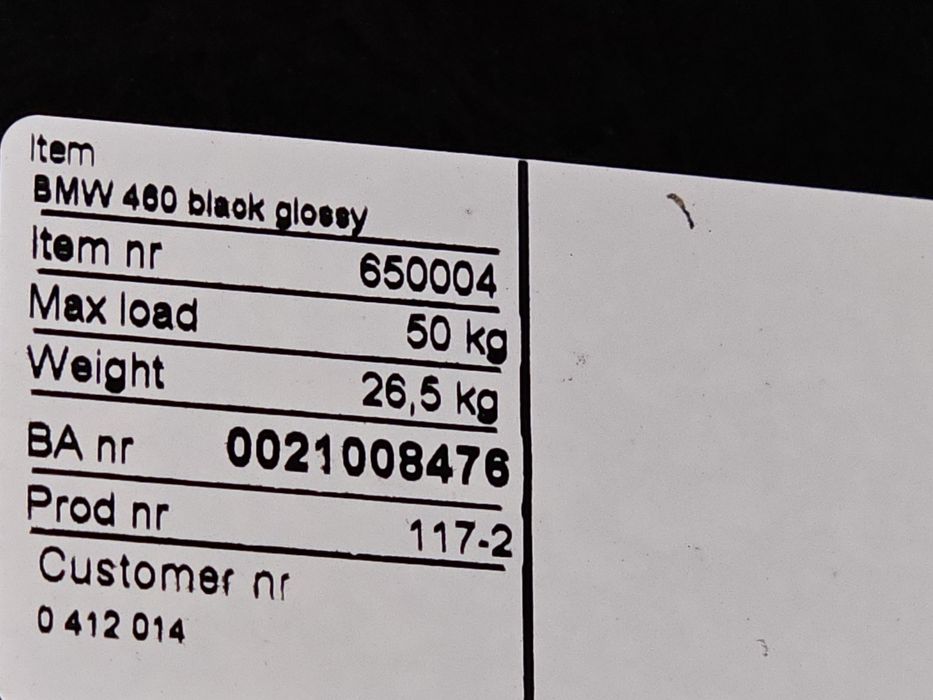 Item
BMW 460 black glossy
Item nr 650004
Max load 50 kg
Weight 26,5 kg
BA nr 0021008476
Prod nr 117-2
Customer nr
0 412 014